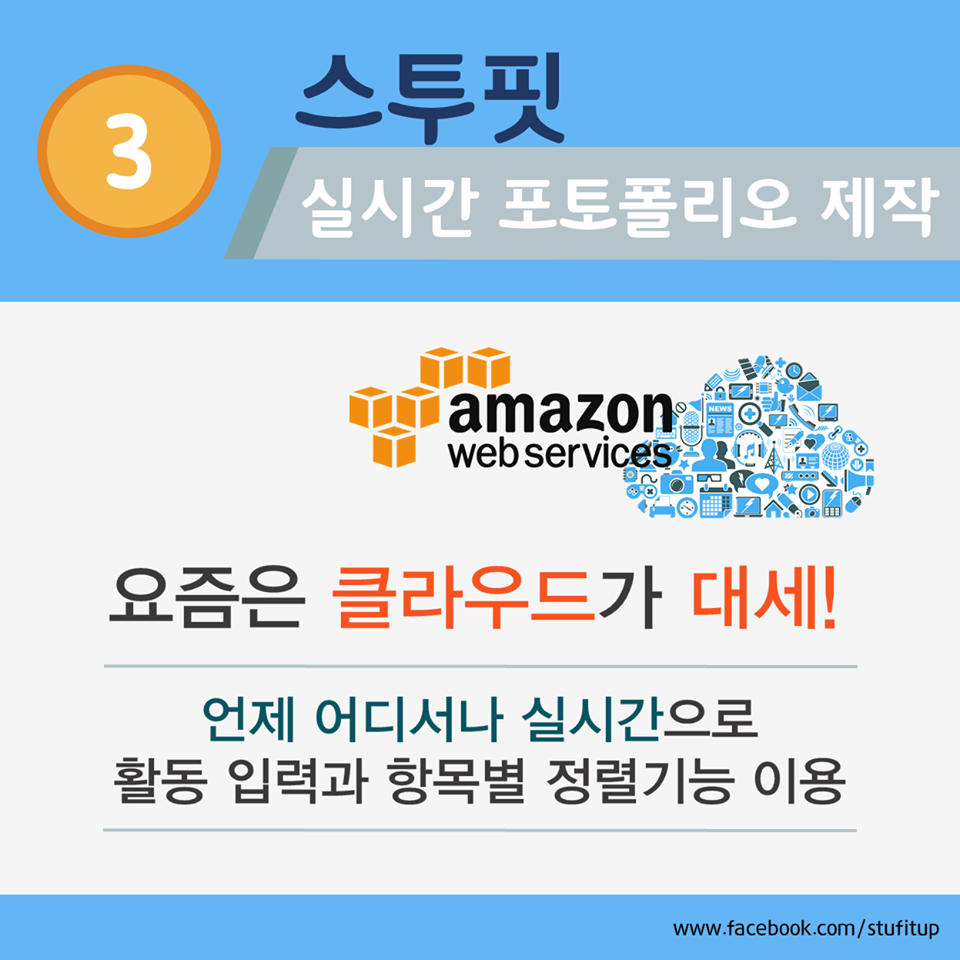 3
스투핏
실시간 포토폴리오 제작
amazon
web services
NEWS
요즘은 클라우드가 대세!
언제 어디서나 실시간으로
활동 입력과 항목별 정렬기능 이용
www.facebook.com/stufitup